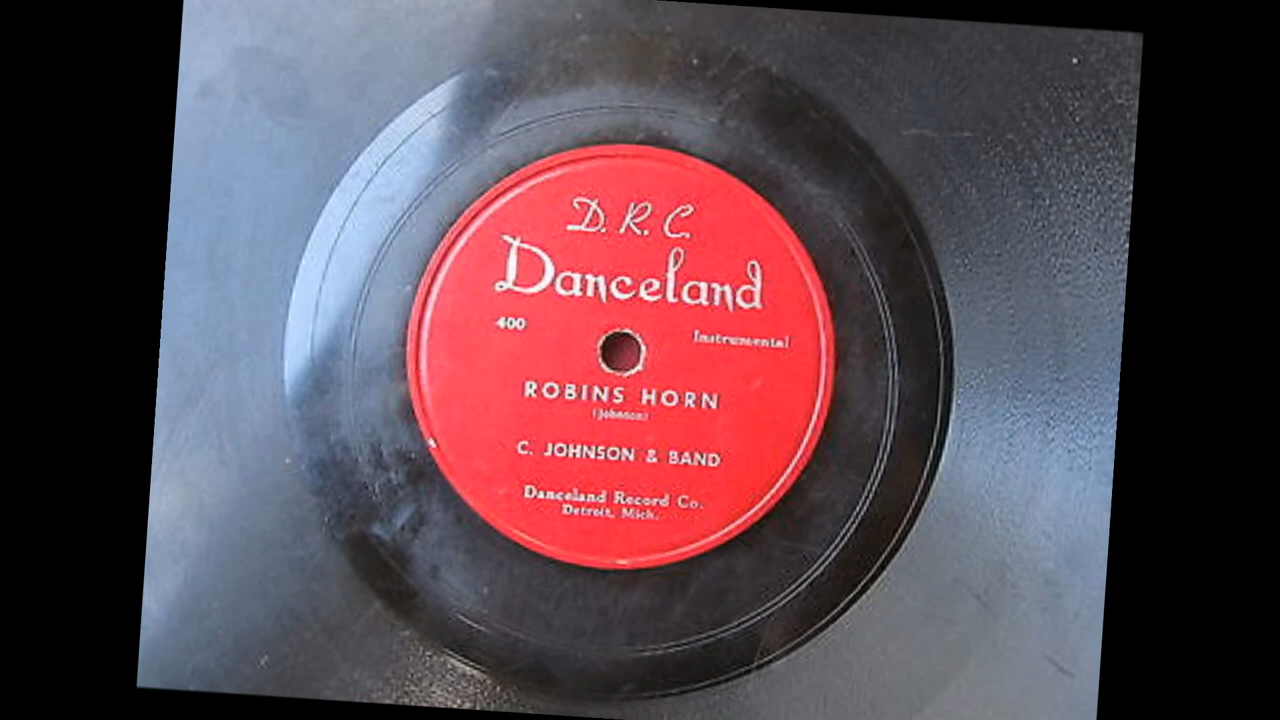 D. R. C.
Danceland
400 Instrumental
ROBINS HORN
(Johnson)
C. JOHNSON & BAND
Danceland Record Co.
Detroit, Mich.